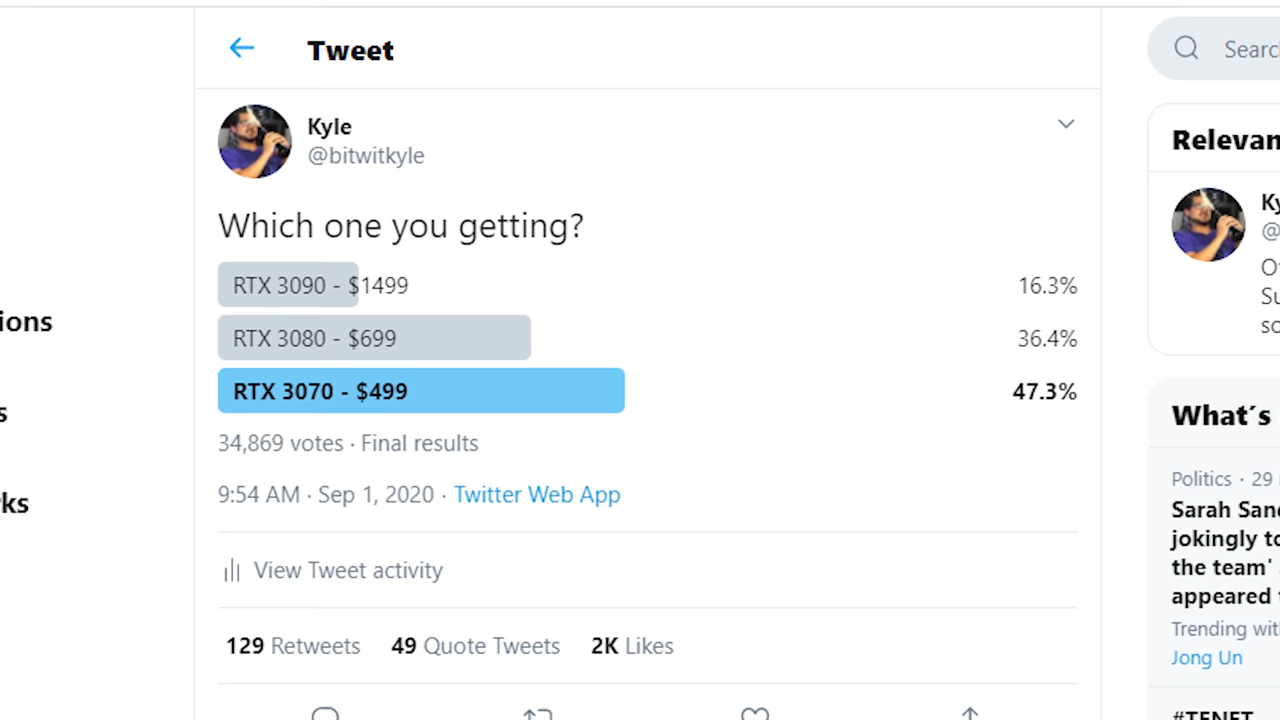 Tweet
Search
Kyle
@bitwitkyle
Which one you getting?
RTX 3090 - $1499 16.3%
RTX 3080 - $699 36.4%
RTX 3070 - $499 47.3%
34,869 votes · Final results
9:54 AM · Sep 1, 2020 · Twitter Web App
View Tweet activity
129 Retweets 49 Quote Tweets 2K Likes
ions
s
rks
Relevan
Ky
@
What's
Politics · 29
Sarah Sand
jokingly to
the team'
appeared
Trending wit
Jong Un
#TENET